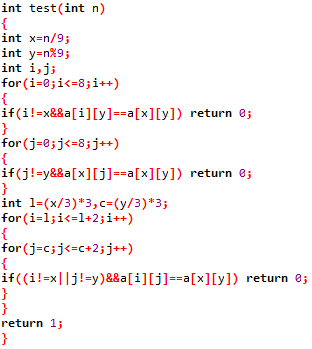 int test(int n)
{
int x=n/9;
int y=n%9;
int i,j;
for(i=0;i<=8;i++)
{
if(i!=x&&a[i][y]==a[x][y]) return 0;
}
for(j=0;j<=8;j++)
{
if(j!=y&&a[x][j]==a[x][y]) return 0;
}
int l=(x/3)*3,c=(y/3)*3;
for(i=l;i<=l+2;i++)
{
for(j=c;j<=c+2;j++)
{
if((i!=x||j!=y)&&a[i][j]==a[x][y]) return 0;
}
}
return 1;
}